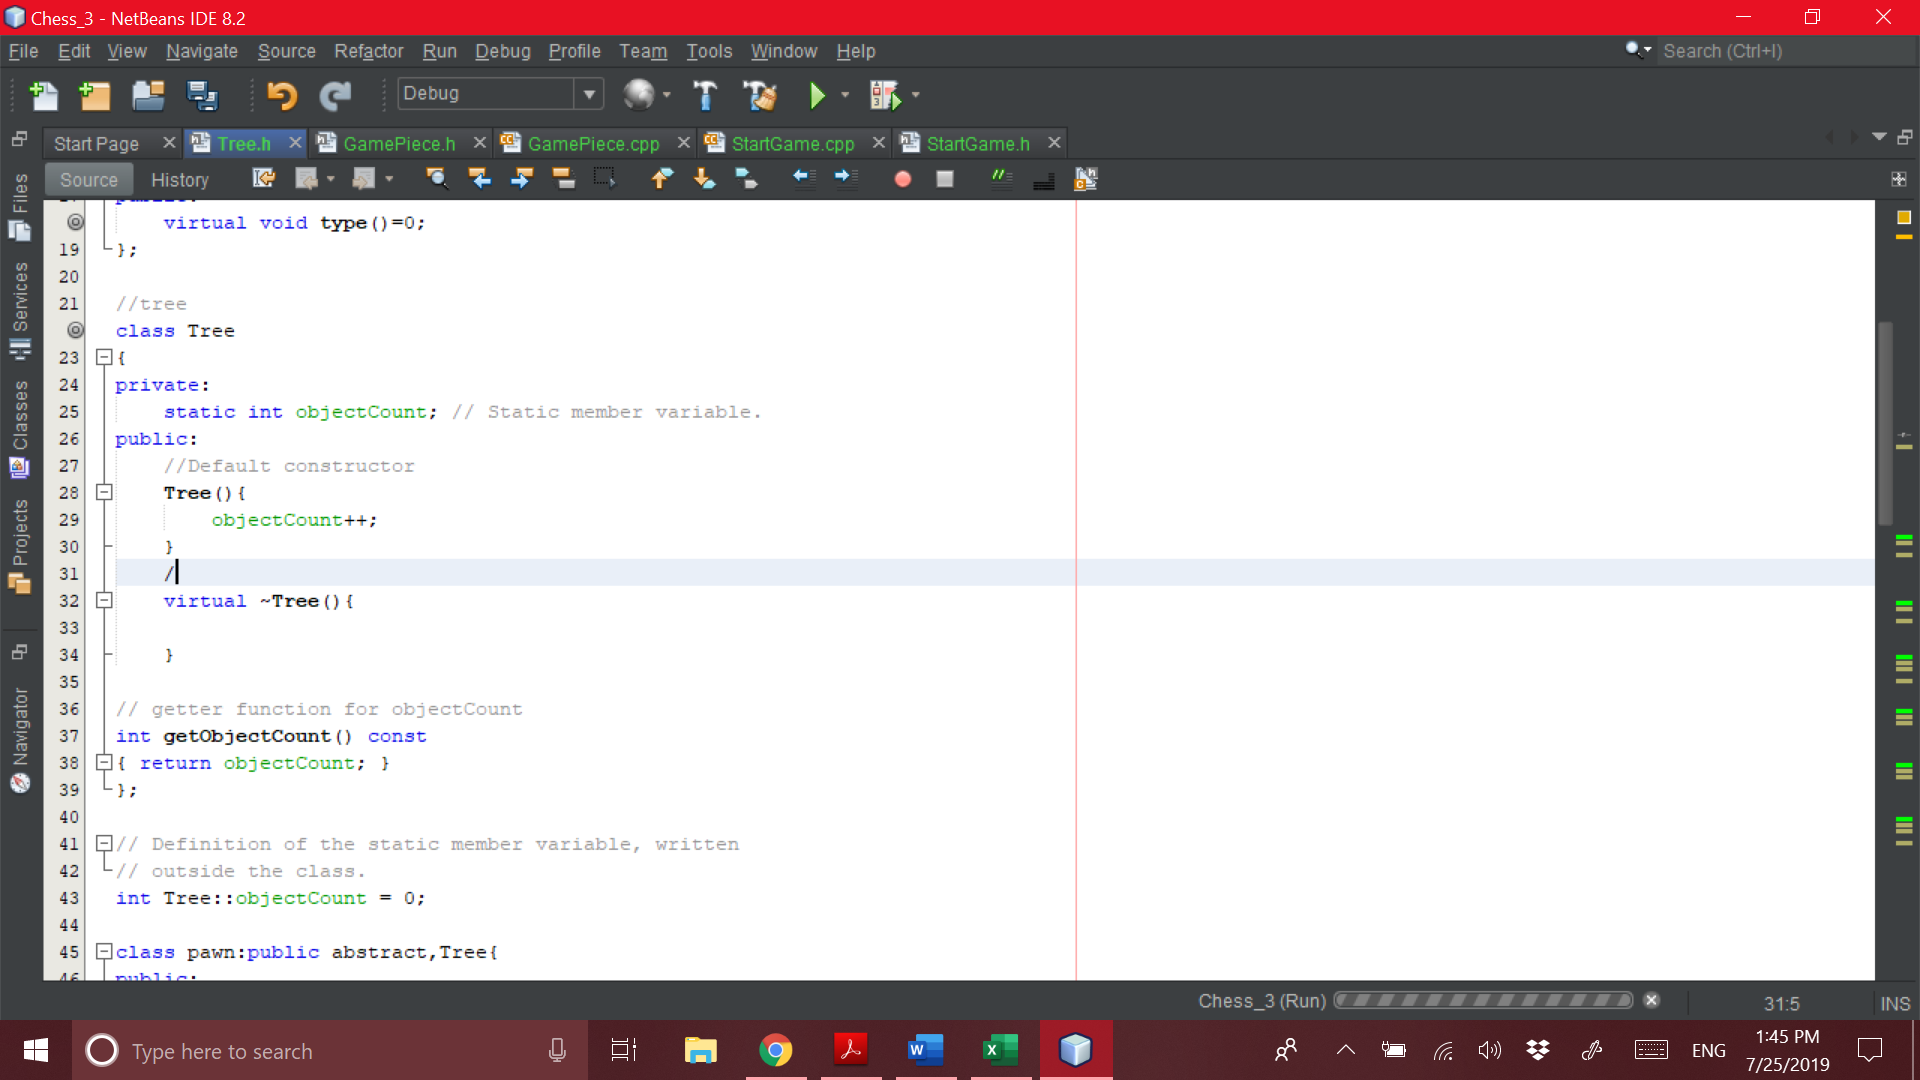 Chess_3 - NetBeans IDE 8.2
File Edit View Navigate Source Refactor Run Debug Profile Team Tools Window Help
Search (Ctrl+I)
Debug
Start Page Tree.h GamePiece.h GamePiece.cpp StartGame.cpp StartGame.h
Source History
Files
Services
Classes
Projects
Navigator
public:
virtual void type()=0;
19 };
20
21 //tree
class Tree
23 {
24 private:
25 static int objectCount; // Static member variable.
26 public:
27 //Default constructor
28 Tree(){
29 objectCount++;
30 }
31 /
32 virtual ~Tree(){
33
34 }
35
36 // getter function for objectCount
37 int getObjectCount() const
38 { return objectCount; }
39 };
40
41 // Definition of the static member variable, written
42 // outside the class.
43 int Tree::objectCount = 0;
44
45 class pawn:public abstract,Tree{
46 public:
Chess_3 (Run)
31:5
INS
Type here to search
ENG
1:45 PM
7/25/2019